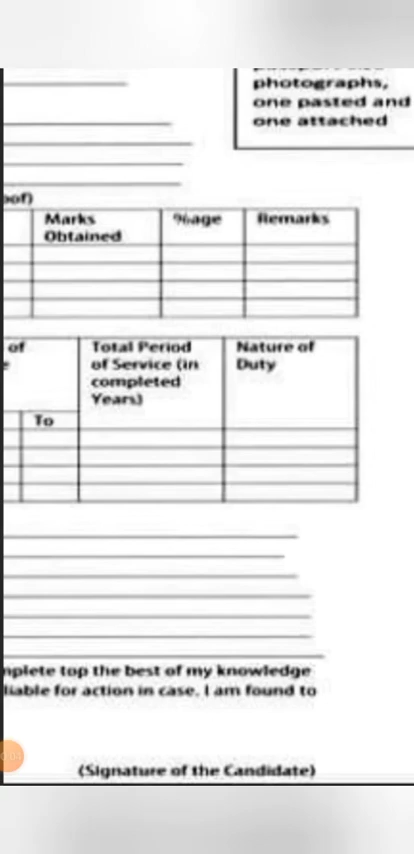 photographs,
one pasted and
one attached
oof)
Marks
Obtained
%age
Remarks
of
e
Total Period
of Service (in
completed
Years)
Nature of
Duty
To
nplete top the best of my knowledge
liable for action in case. I am found to
(Signature of the Candidate)